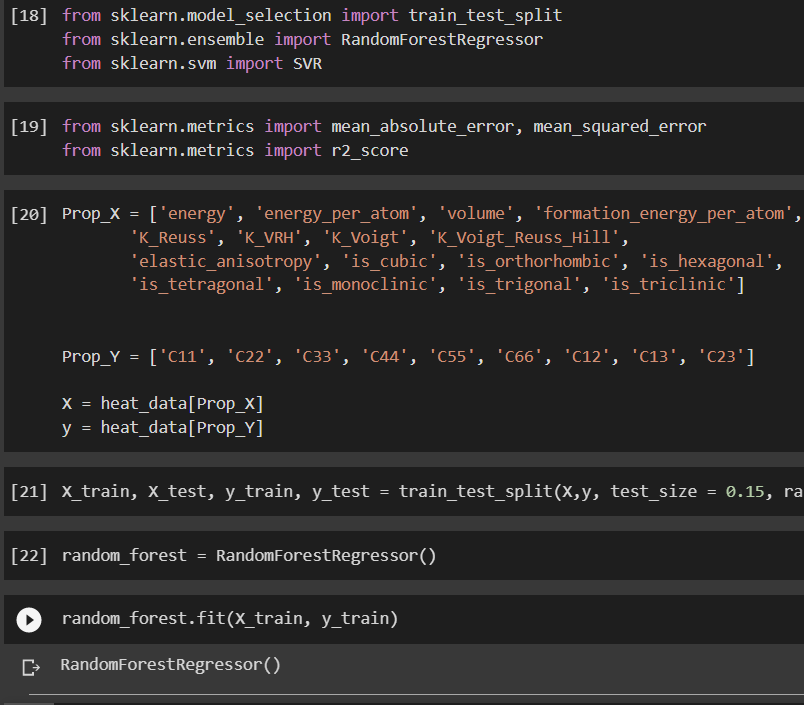 [18] from sklearn.model_selection import train_test_split
from sklearn.ensemble import RandomForestRegressor
from sklearn.svm import SVR
[19] from sklearn.metrics import mean_absolute_error, mean_squared_error
from sklearn.metrics import r2_score
[20] Prop_X = ['energy', 'energy_per_atom', 'volume', 'formation_energy_per_atom',
'K_Reuss', 'K_VRH', 'K_Voigt', 'K_Voigt_Reuss_Hill',
'elastic_anisotropy', 'is_cubic', 'is_orthorhombic', 'is_hexagonal',
'is_tetragonal', 'is_monoclinic', 'is_trigonal', 'is_triclinic']
Prop_Y = ['C11', 'C22', 'C33', 'C44', 'C55', 'C66', 'C12', 'C13', 'C23']
X = heat_data[Prop_X]
y = heat_data[Prop_Y]
[21] X_train, X_test, y_train, y_test = train_test_split(X,y, test_size = 0.15, ra
[22] random_forest = RandomForestRegressor()
random_forest.fit(X_train, y_train)
RandomForestRegressor()